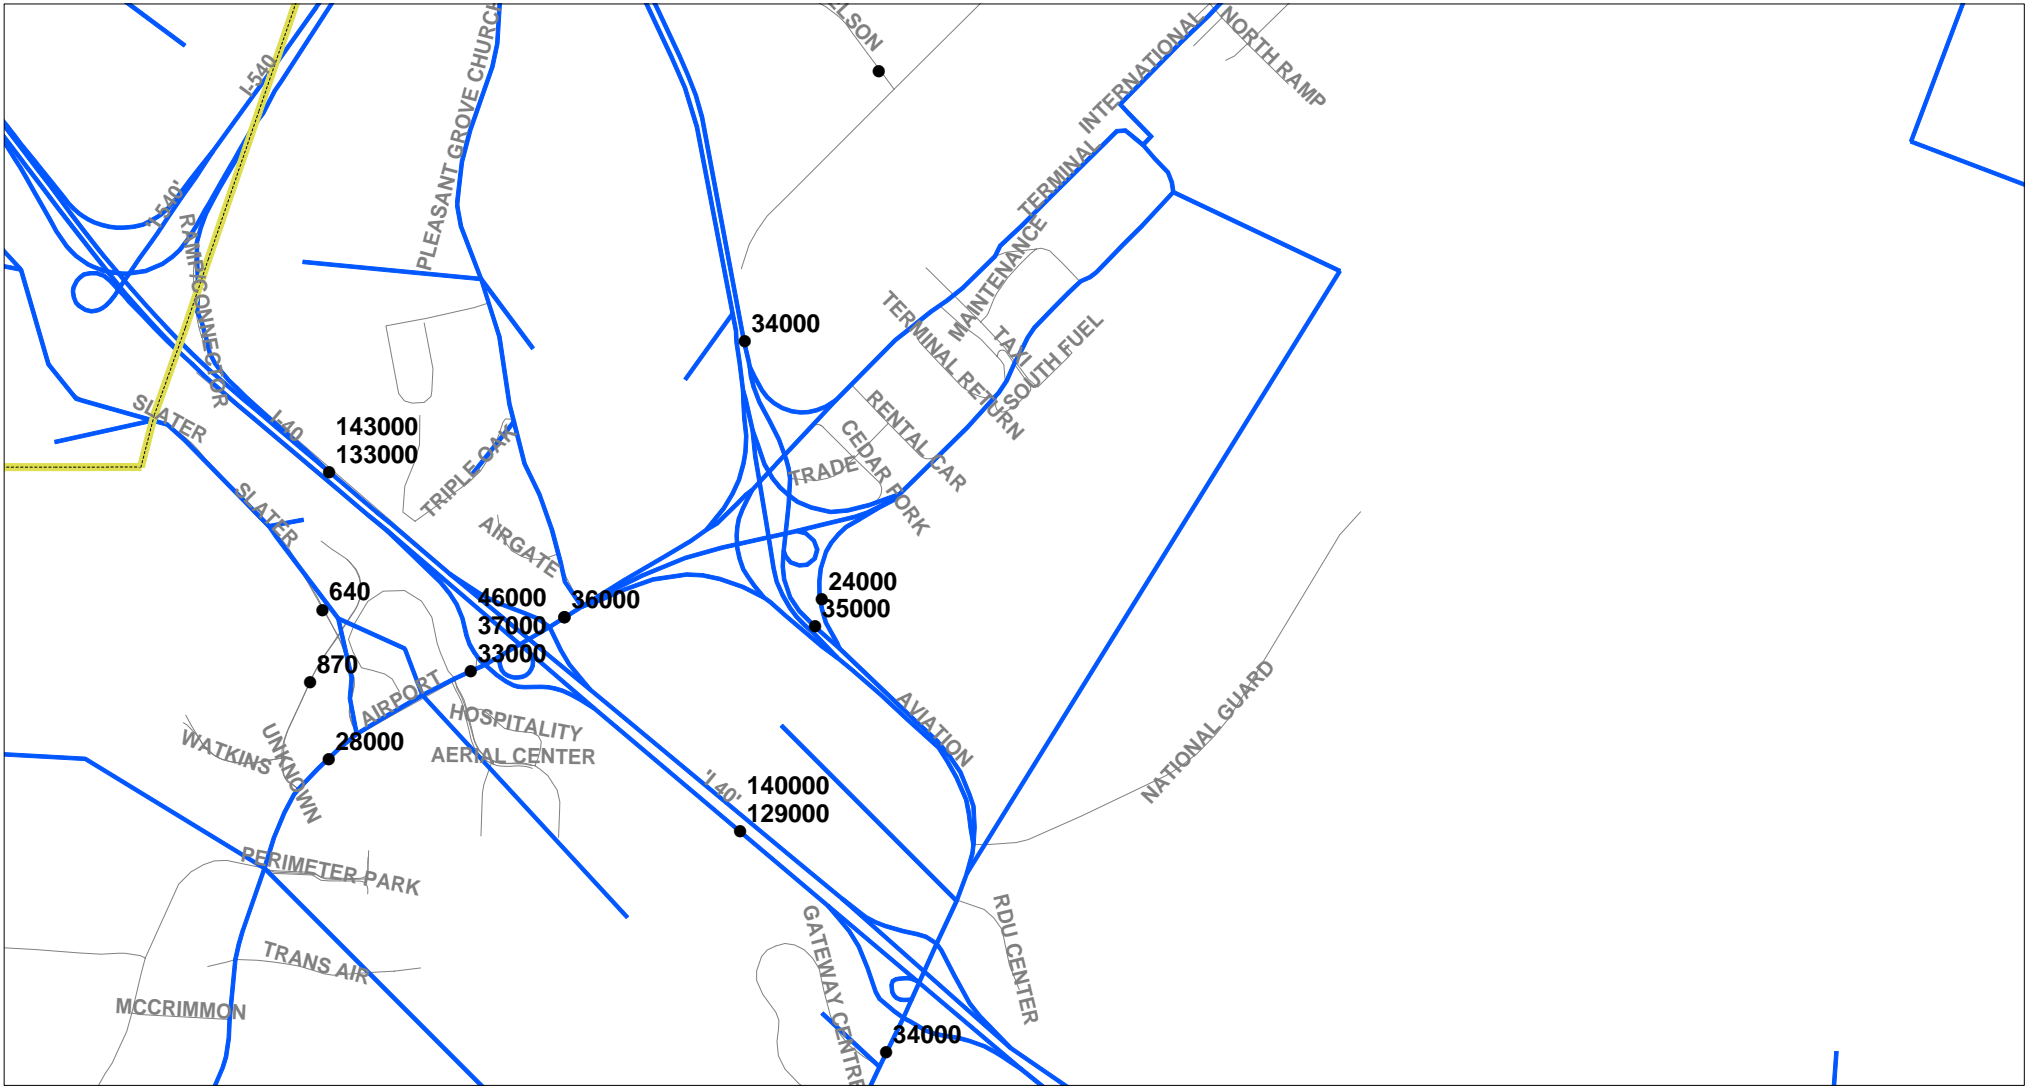 ELSON
INTERNATIONAL
NORTH RAMP
I-540
PLEASANT GROVE CHURCH
TERMINAL
'I-540'
RAMP/CONNECTOR
MAINTENANCE
34000
TERMINAL RETURN
TAXI
SOUTH FUEL
SLATER
I-40
143000
133000
TRIPLE OAK
RENTAL CAR
CEDAR FORK
TRADE
SLATER
AIRGATE
640
46000
36000
24000
35000
37000
33000
870
AIRPORT
NATIONAL GUARD
AVIATION
HOSPITALITY
WATKINS
UNKNOWN
28000
AERIAL CENTER
'I-40'
140000
129000
PERIMETER PARK
RDU CENTER
GATEWAY CENTRE
TRANS AIR
MCCRIMMON
34000